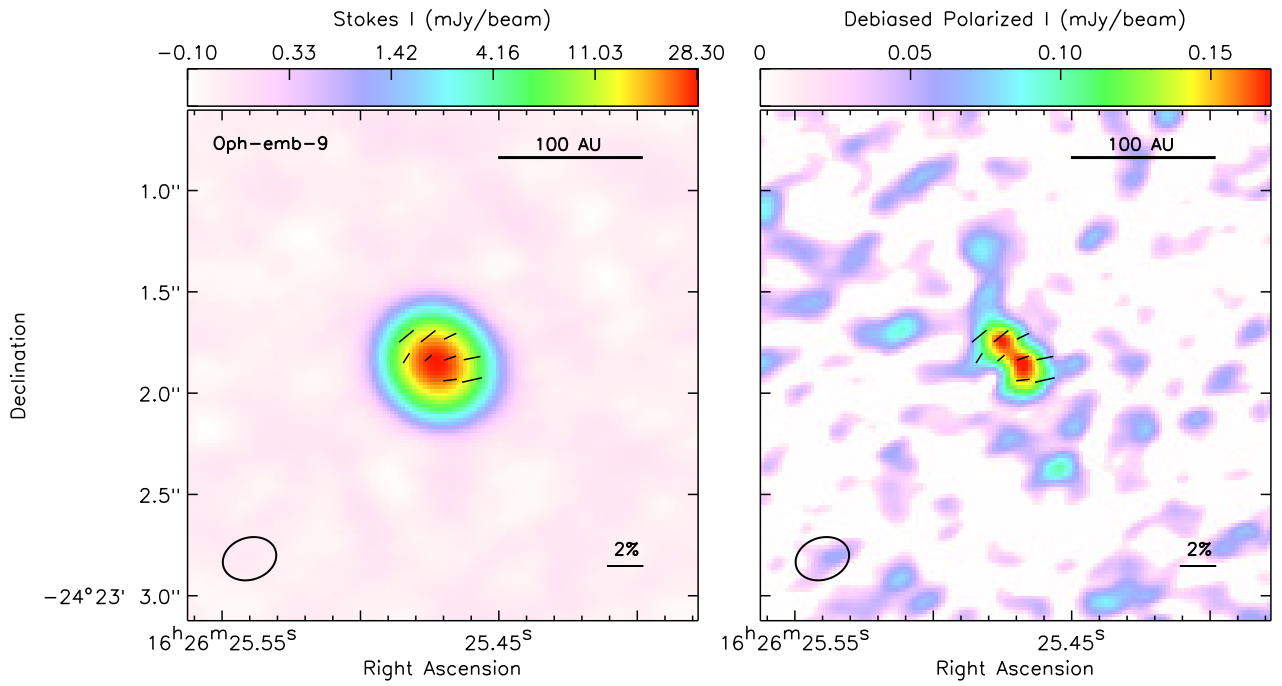 Stokes I (mJy/beam)
−0.10 0.33 1.42 4.16 11.03 28.30
Oph−emb−9
100 AU
1.0"
1.5"
2.0"
2.5"
−24°23' 3.0"
Declination
2%
16h26m25.55s 25.45s
Right Ascension
Debiased Polarized I (mJy/beam)
0 0.05 0.10 0.15
100 AU
2%
16h26m25.55s 25.45s
Right Ascension